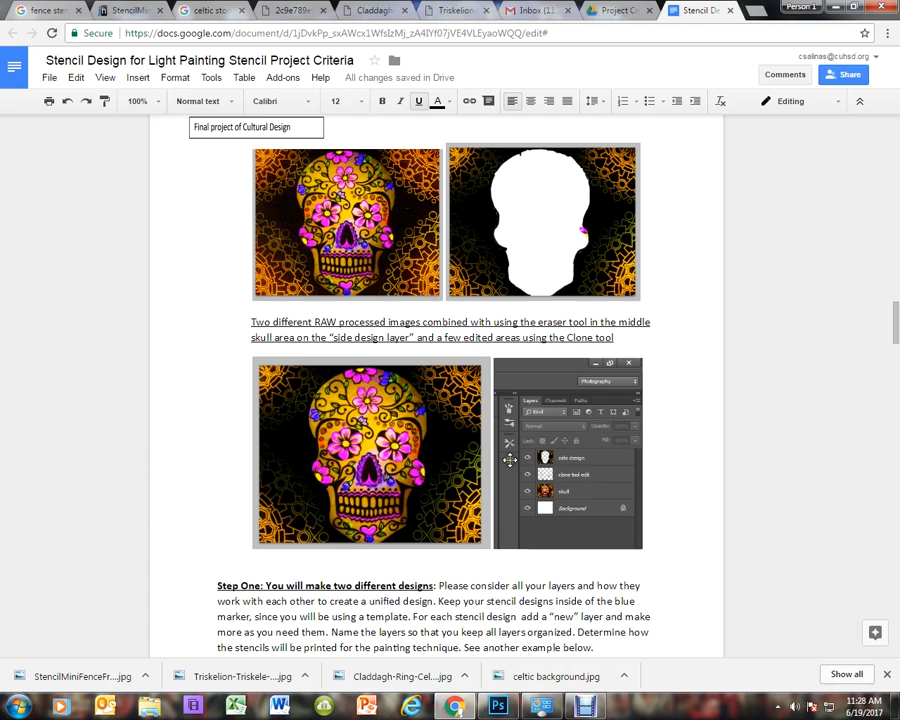 fence sten
StencilMin
celtic stor
2c9e789e
Claddagh
Triskelion
Inbox (11
Project Cr
Stencil De
Person 1
Secure
https://docs.google.com/document/d/1jDvkPp_sxAWcx1WfsIzMj_zA4IYf07jVE4VLEyaoWQQ/edit#
Stencil Design for Light Painting Stencil Project Criteria
csalinas@cuhsd.org
File Edit View Insert Format Tools Table Add-ons Help All changes saved in Drive
Comments
Share
100% Normal text Calibri 12 B I U A Editing
Final project of Cultural Design
Two different RAW processed images combined with using the eraser tool in the middle
skull area on the “side design layer” and a few edited areas using the Clone tool
Photography
Layers Channels Paths
Kind
Normal Opacity:
Lock: Fill:
side design
clone tool edit
skull
Background
Step One: You will make two different designs: Please consider all your layers and how they
work with each other to create a unified design. Keep your stencil designs inside of the blue
marker, since you will be using a template. For each stencil design add a “new” layer and make
more as you need them. Name the layers so that you keep all layers organized. Determine how
the stencils will be printed for the painting technique. See another example below.
StencilMiniFenceFr....jpg
Triskelion-Triskele-....jpg
Claddagh-Ring-Cel....jpg
celtic background.jpg
Show all
11:28 AM
6/19/2017